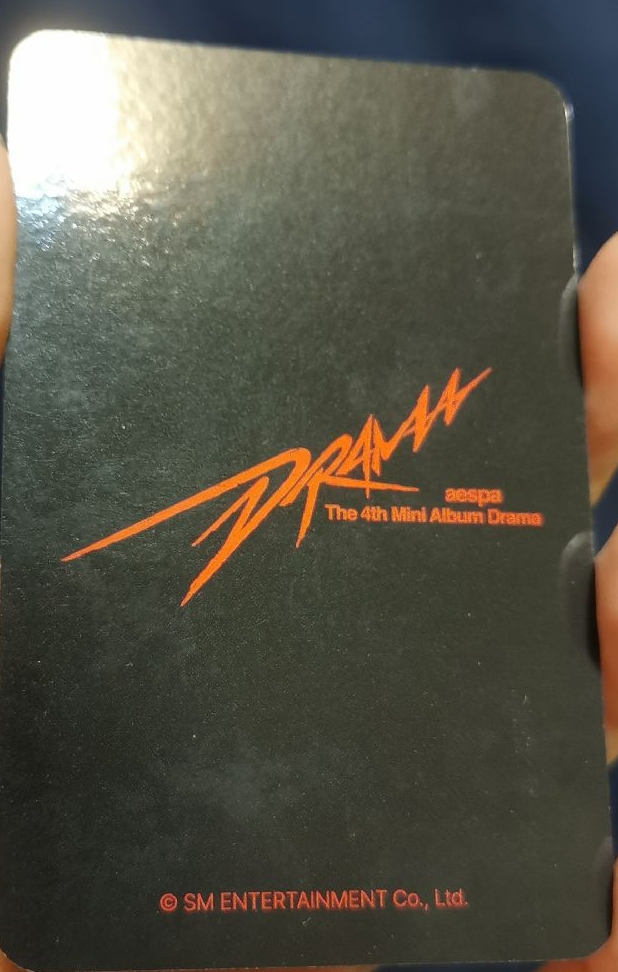 DRAMA
aespa
The 4th Mini Album Drama
© SM ENTERTAINMENT Co., Ltd.